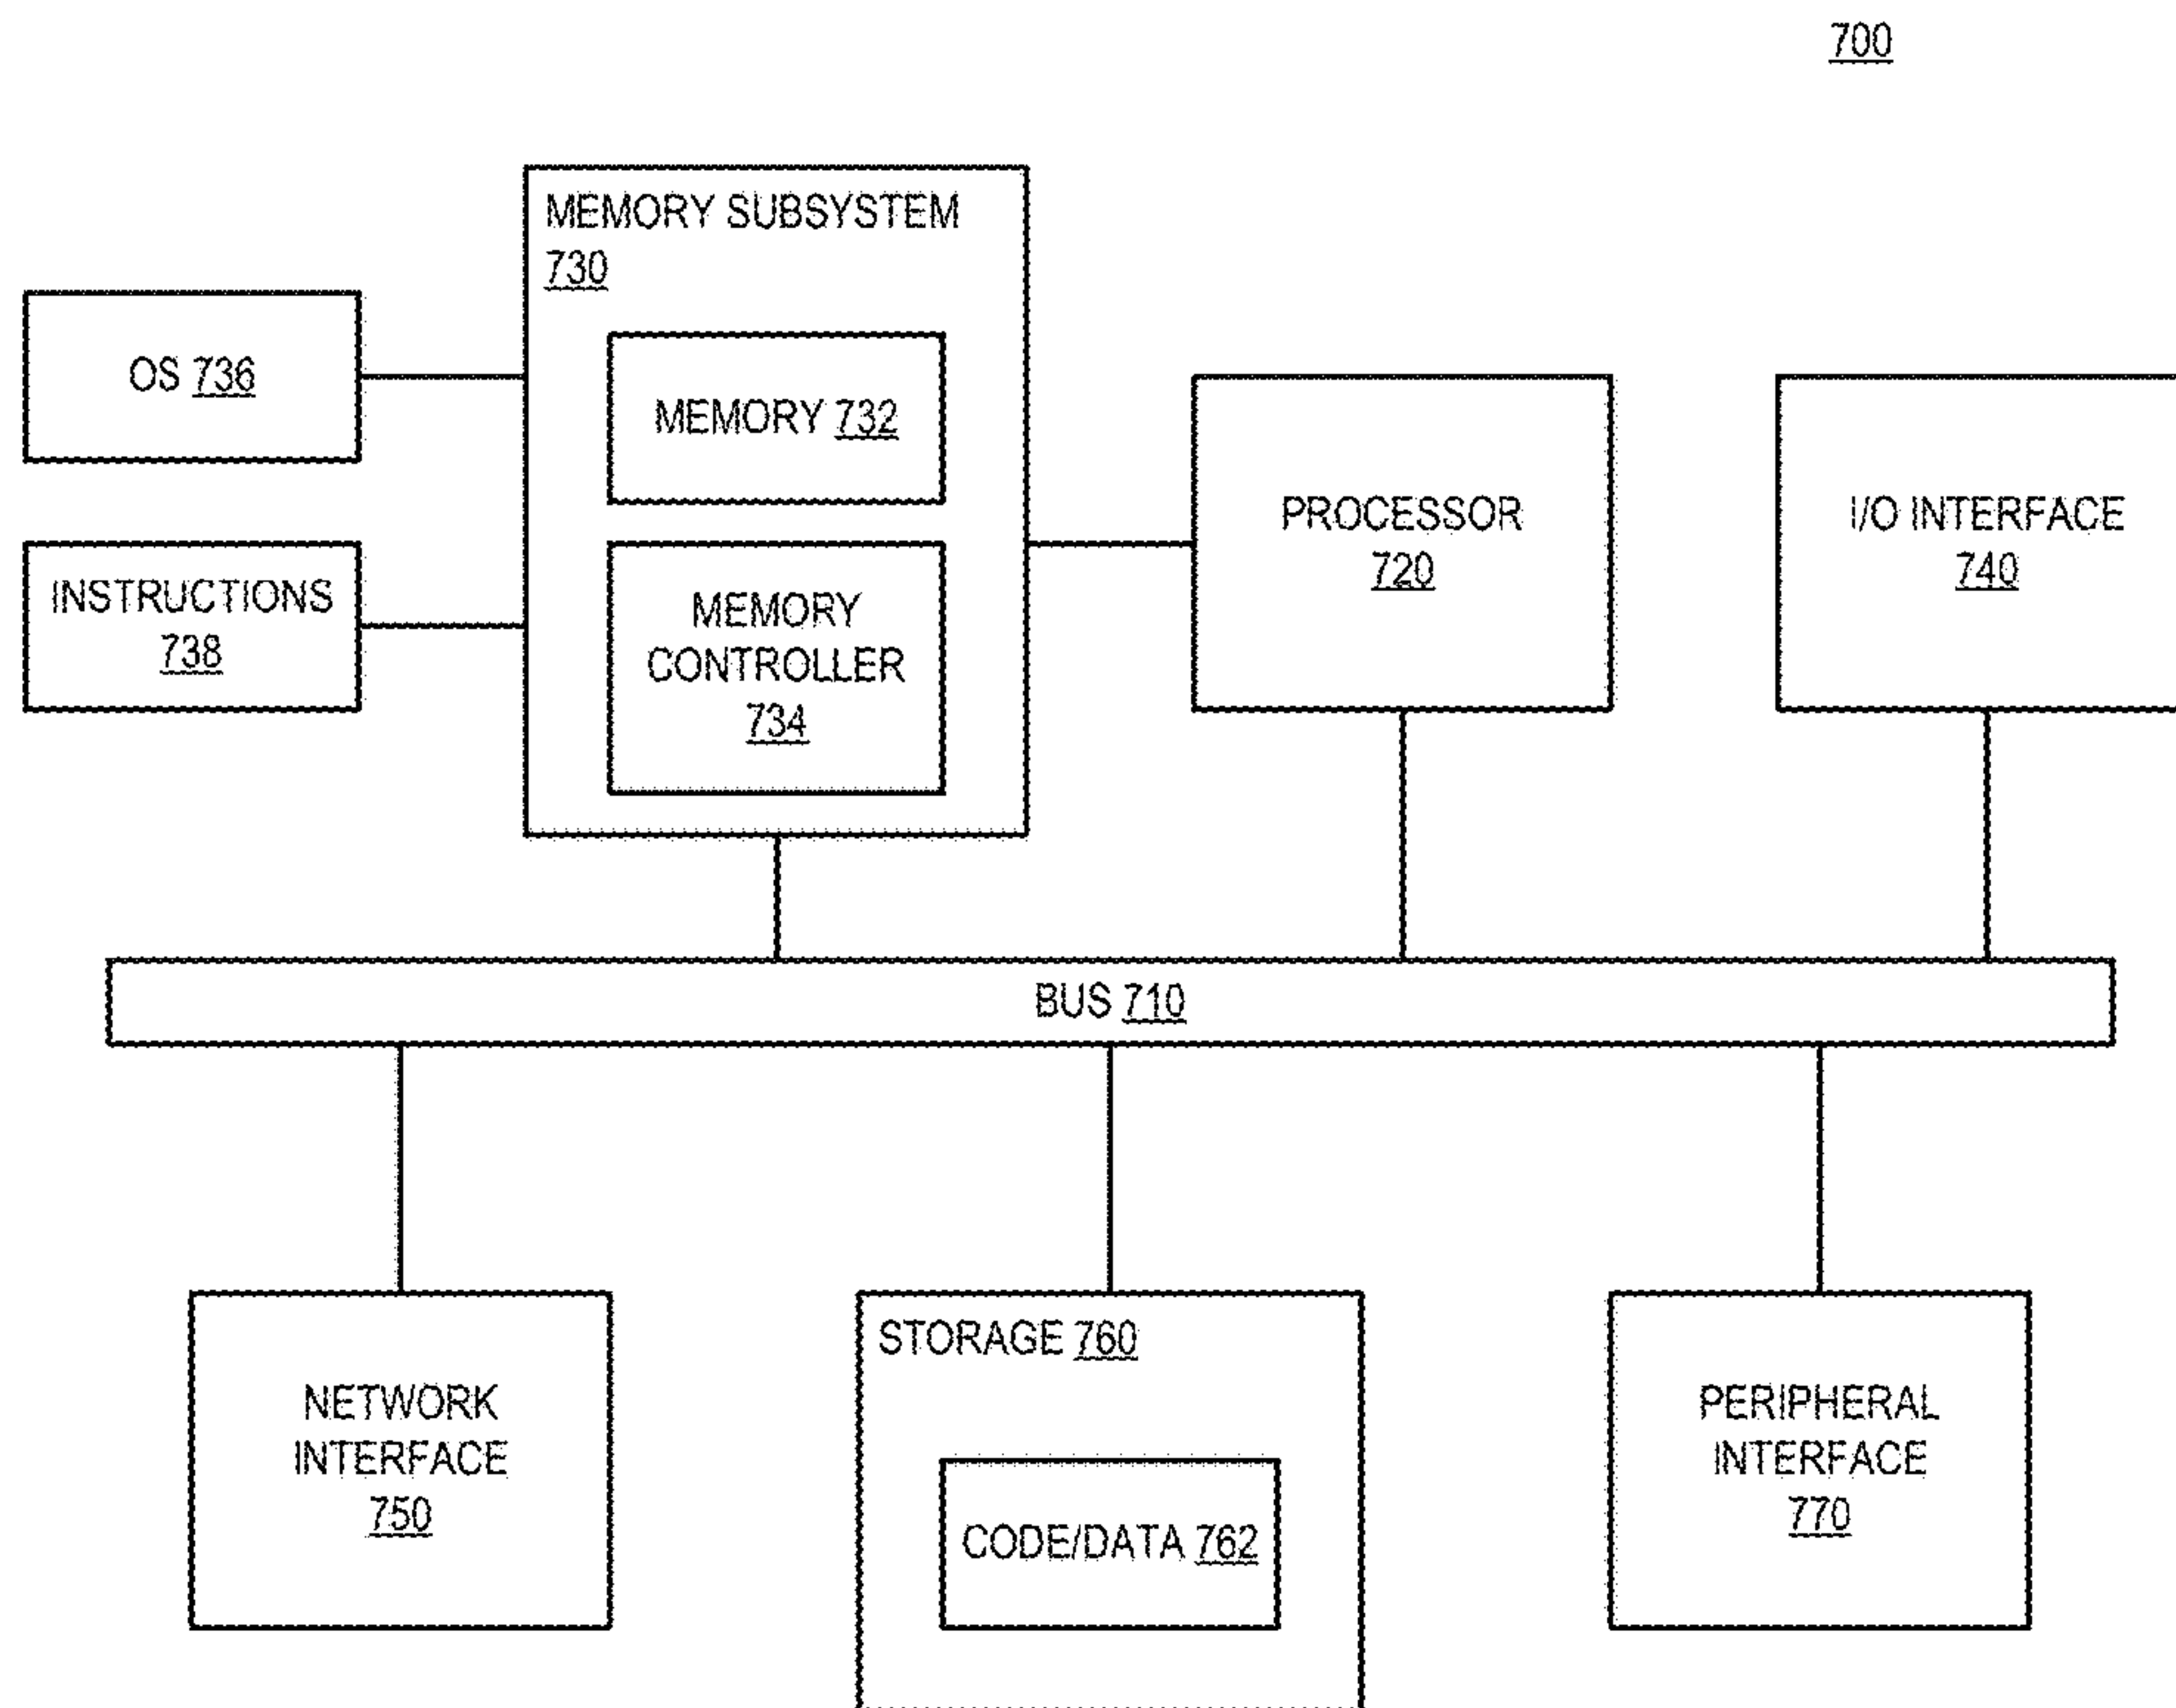 700
MEMORY SUBSYSTEM
730
OS 736
MEMORY 732
INSTRUCTIONS
738
MEMORY
CONTROLLER
734
PROCESSOR
720
I/O INTERFACE
740
BUS 710
NETWORK
INTERFACE
750
STORAGE 760
CODE/DATA 762
PERIPHERAL
INTERFACE
770